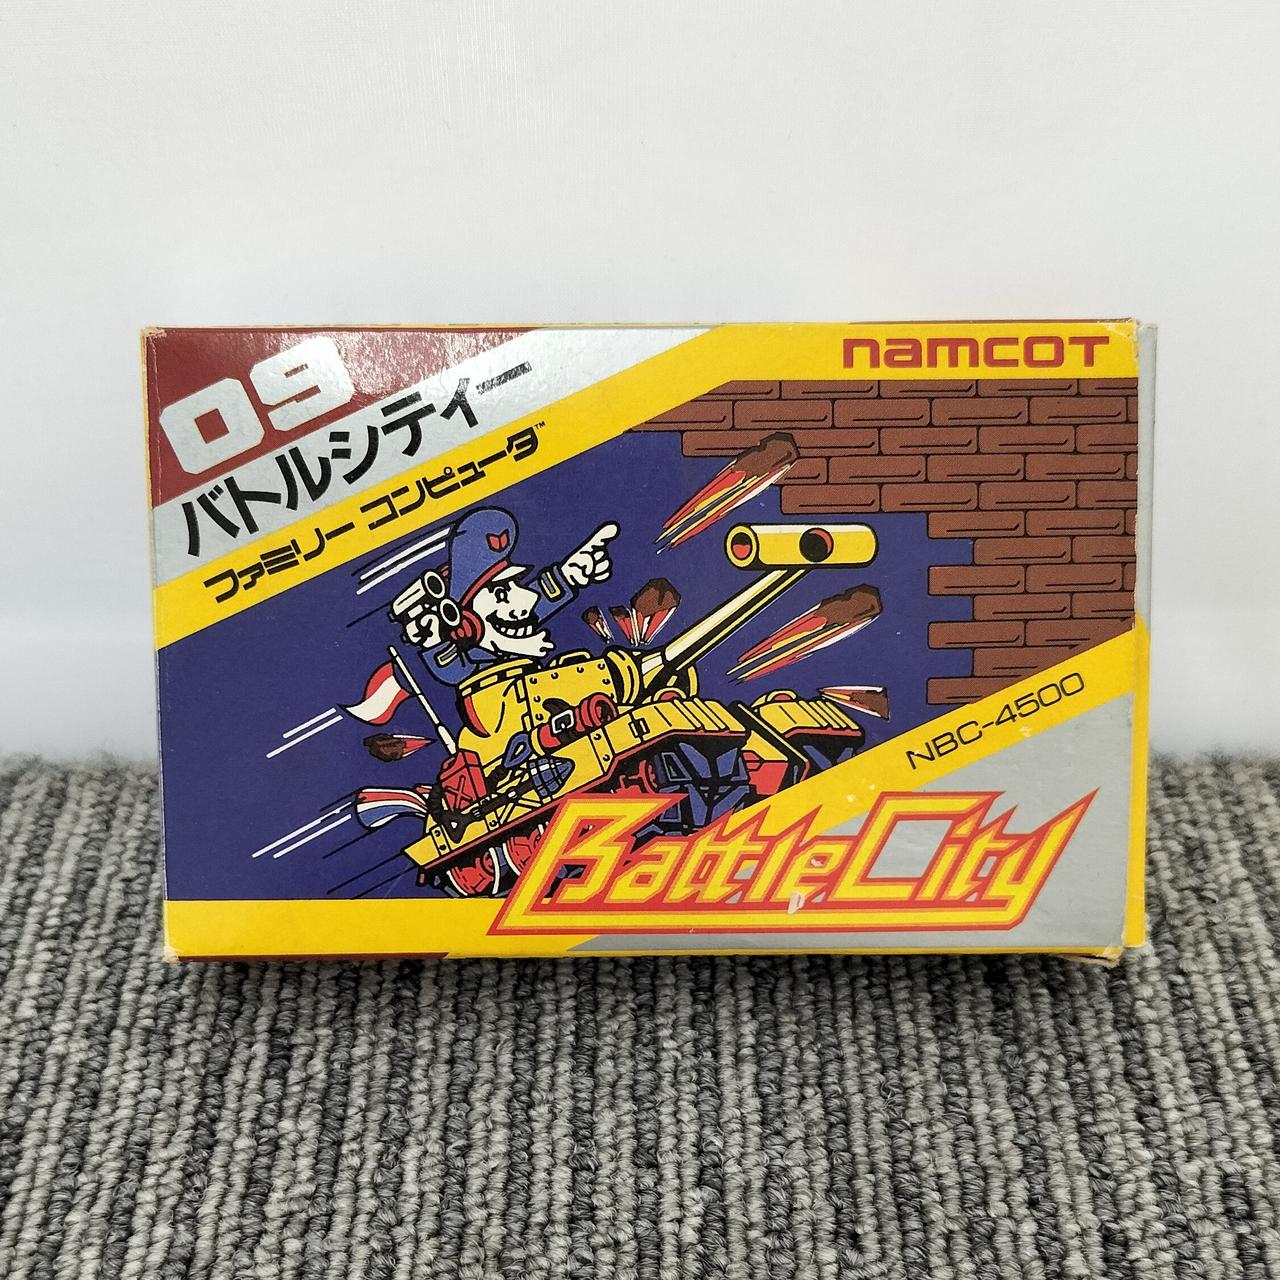 09
バトルシティー
ファミリー コンピュータ™
namcoT
NBC-4500
BattleCity